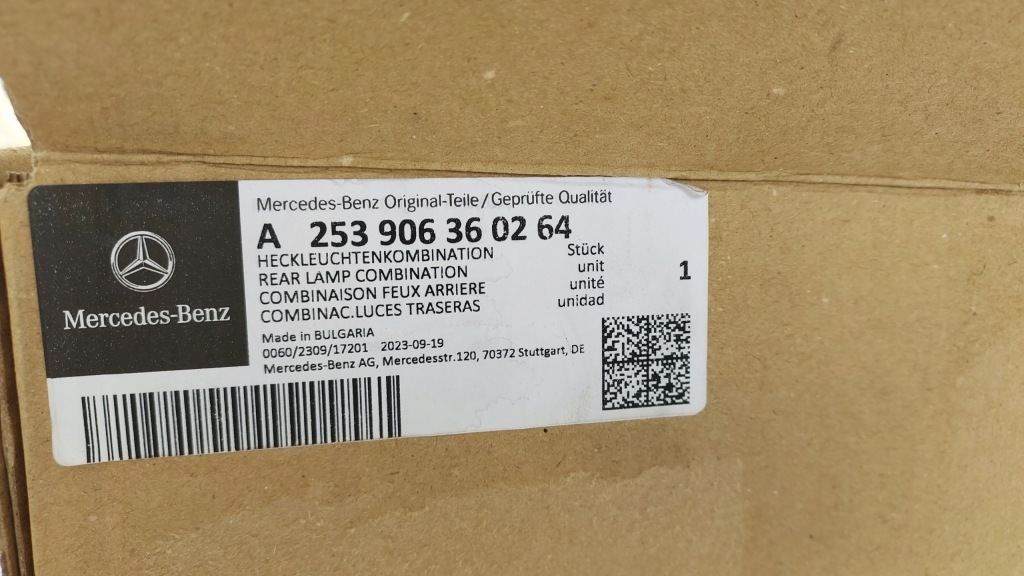 Mercedes-Benz
Mercedes-Benz Original-Teile/Geprüfte Qualität
A 253 906 36 02 64
HECKLEUCHTENKOMBINATION Stück
REAR LAMP COMBINATION unit 1
COMBINAISON FEUX ARRIERE unité
COMBINAC.LUCES TRASERAS unidad
Made in BULGARIA
0060/2309/17201 2023-09-19
Mercedes-Benz AG, Mercedesstr.120, 70372 Stuttgart, DE